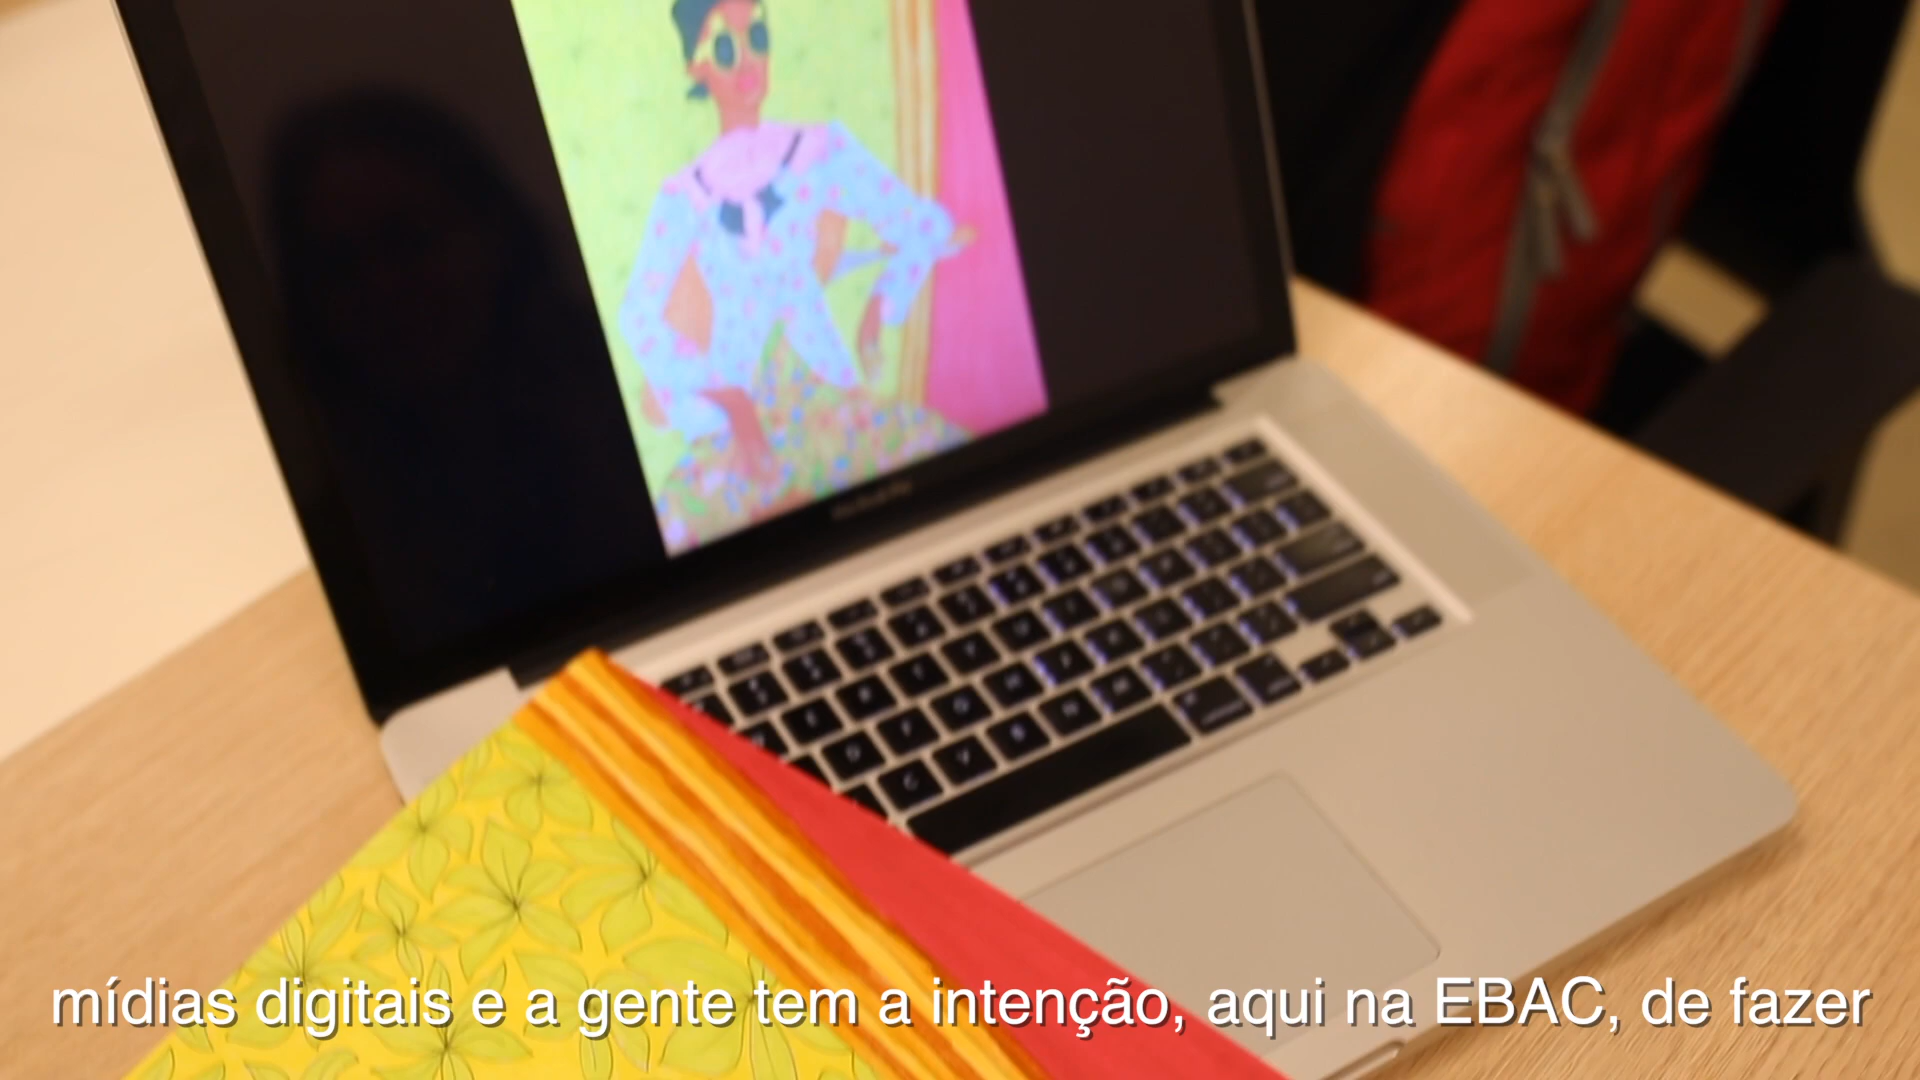 mídias digitais e a gente tem a intenção, aqui na EBAC, de fazer